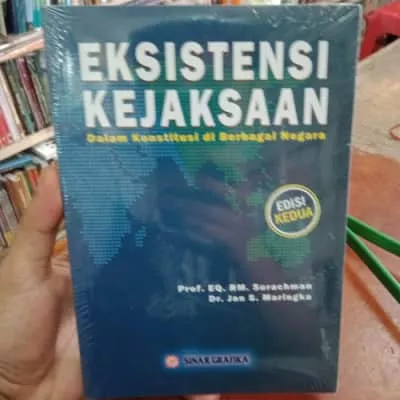 EKSISTENSI
KEJAKSAAN
Dalam Konstitusi di Berbagai Negara
EDISI
KEDUA
Prof. EQ. RM. Surachman
Dr. Jan S. Maringka
SINAR GRAFIKA